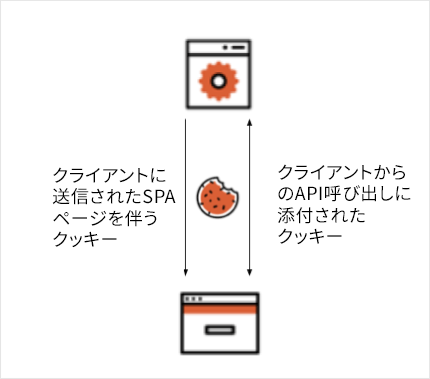 クライアントに
送信されたSPA
ページを伴う
クッキー
クライアントから
のAPI呼び出しに
添付された
クッキー